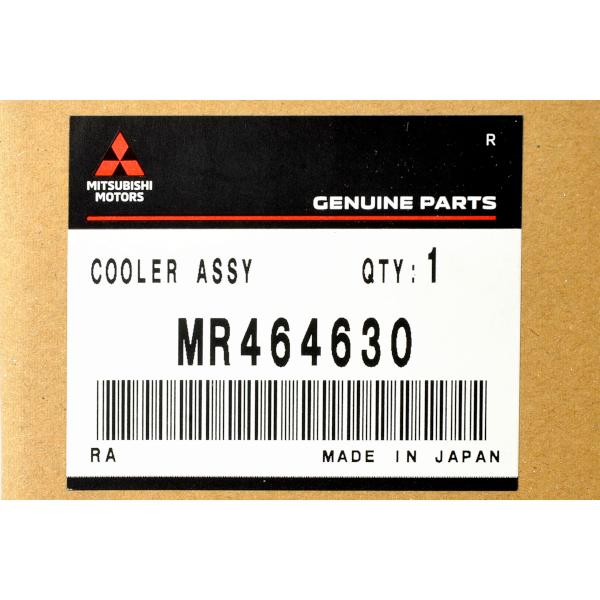 R
MITSUBISHI
MOTORS
GENUINE PARTS
COOLER ASSY QTY: 1
MR464630
RA MADE IN JAPAN